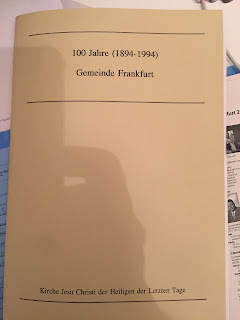 100 Jahre (1894-1994)
Gemeinde Frankfurt
Kirche Jesu Christi der Heiligen der Letzten Tage